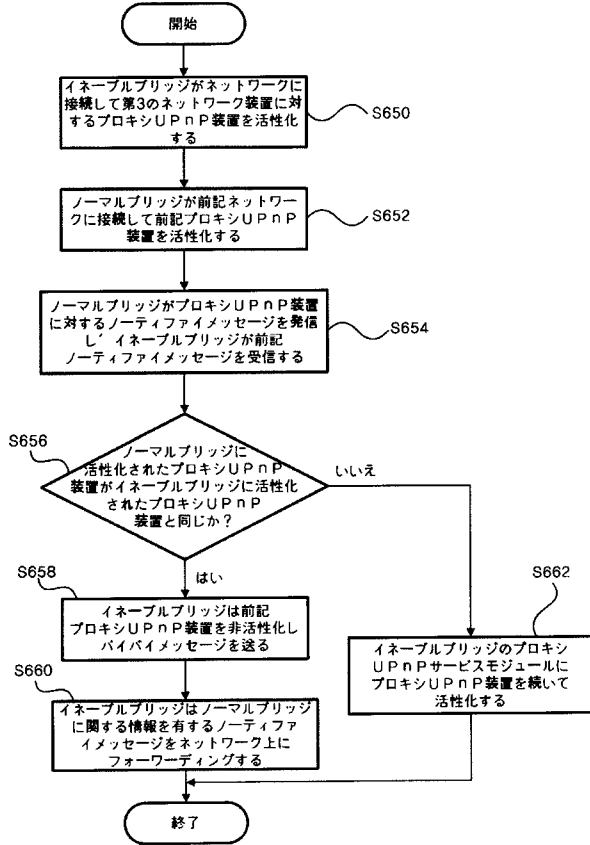 開始
イネーブルブリッジがネットワークに
接続して第3のネットワーク装置に対
するプロキシUPnP装置を活性化
する
S650
ノーマルブリッジが前記ネットワー
クに接続して前記プロキシUPnP
装置を活性化する
S652
ノーマルブリッジがプロキシUPnP装置
に対するノーティファイメッセージを発信
し’イネーブルブリッジが前記
ノーティファイメッセージを受信する
S654
S656
ノーマルブリッジに
活性化されたプロキシUPnP
装置がイネーブルブリッジに活性化
されたプロキシUPnP
装置と同じか?
いいえ
はい
S658
イネーブルブリッジは前記
プロキシUPnP装置を非活性化し
バイバイメッセージを送る
S662
イネーブルブリッジのプロキシ
UPnPサービスモジュールに
プロキシUPnP装置を続いて
活性化する
S660
イネーブルブリッジはノーマルブリッジ
に関する情報を有するノーティファ
イメッセージをネットワーク上に
フォーワーディングする
終了